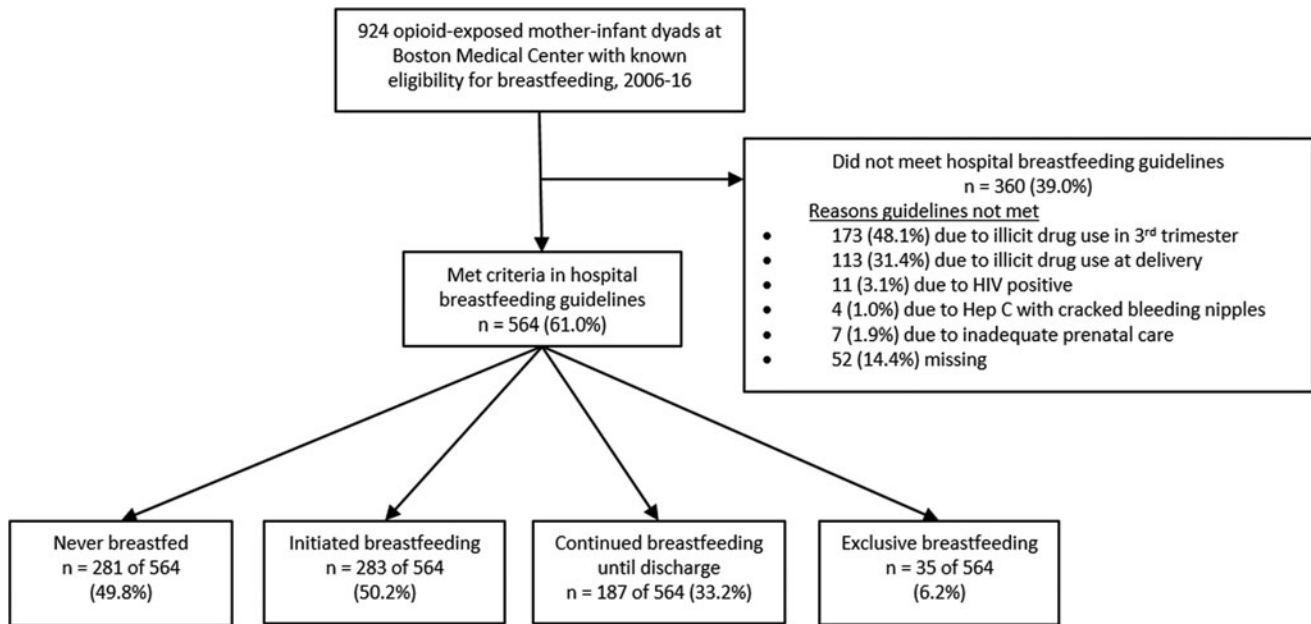 924 opioid-exposed mother-infant dyads at
Boston Medical Center with known
eligibility for breastfeeding, 2006-16
Did not meet hospital breastfeeding guidelines
n = 360 (39.0%)
Reasons guidelines not met
• 173 (48.1%) due to illicit drug use in 3rd trimester
• 113 (31.4%) due to illicit drug use at delivery
• 11 (3.1%) due to HIV positive
• 4 (1.0%) due to Hep C with cracked bleeding nipples
• 7 (1.9%) due to inadequate prenatal care
• 52 (14.4%) missing
Met criteria in hospital
breastfeeding guidelines
n = 564 (61.0%)
Never breastfed
n = 281 of 564
(49.8%)
Initiated breastfeeding
n = 283 of 564
(50.2%)
Continued breastfeeding
until discharge
n = 187 of 564 (33.2%)
Exclusive breastfeeding
n = 35 of 564
(6.2%)